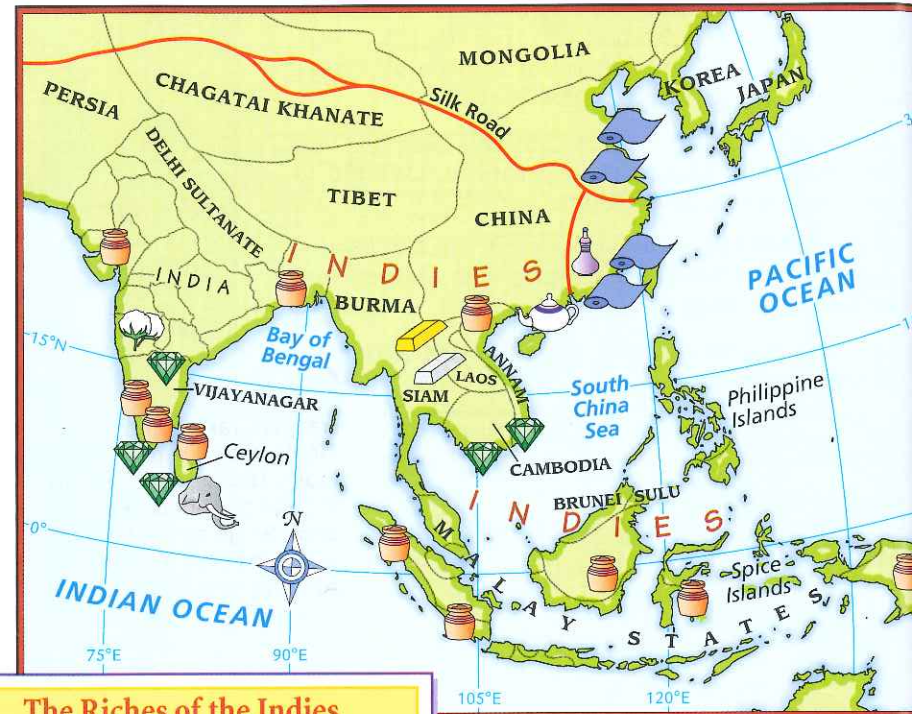 MONGOLIA
KOREA
JAPAN
PERSIA
CHAGATAI KHANATE
Silk Road
3
DELHI SULTANATE
TIBET
CHINA
INDIES
INDIA
BURMA
PACIFIC
OCEAN
15°N
1
Bay of
Bengal
ANNAM
LAOS
SIAM
VIJAYANAGAR
South
China
Sea
Philippine
Islands
Ceylon
CAMBODIA
BRUNEI
SULU
INDIES
0°
N
MALAY STATES
Spice
Islands
INDIAN OCEAN
75°E
90°E
105°E
120°E
The Riches of the Indies